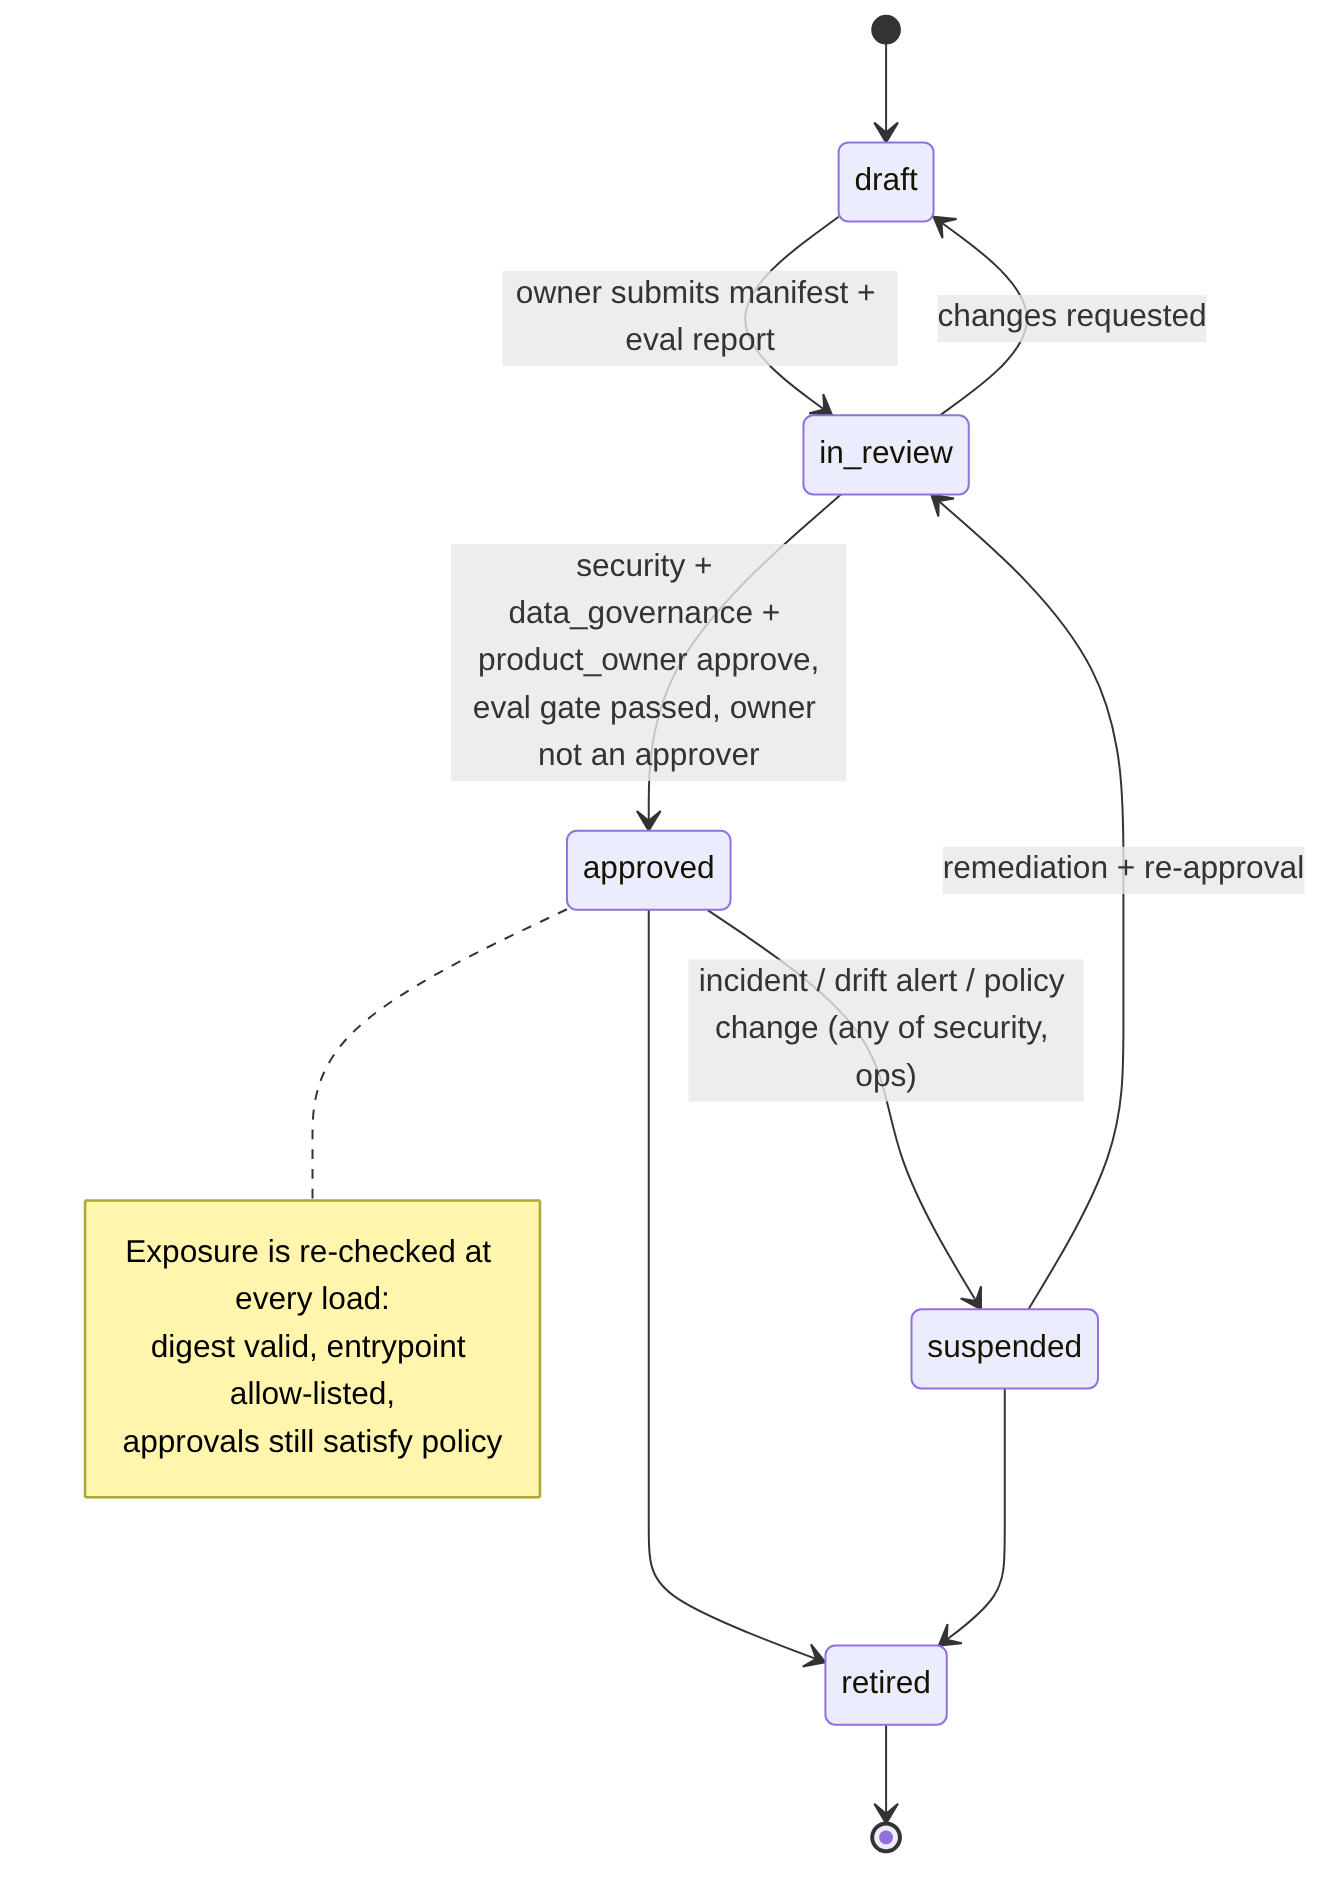 draft
owner submits manifest +
eval report
changes requested
in_review
security +
data_governance +
product_owner approve,
eval gate passed, owner
not an approver
approved
remediation + re-approval
incident / drift alert / policy
change (any of security,
ops)
Exposure is re-checked at
every load:
digest valid, entrypoint
allow-listed,
approvals still satisfy policy
suspended
retired